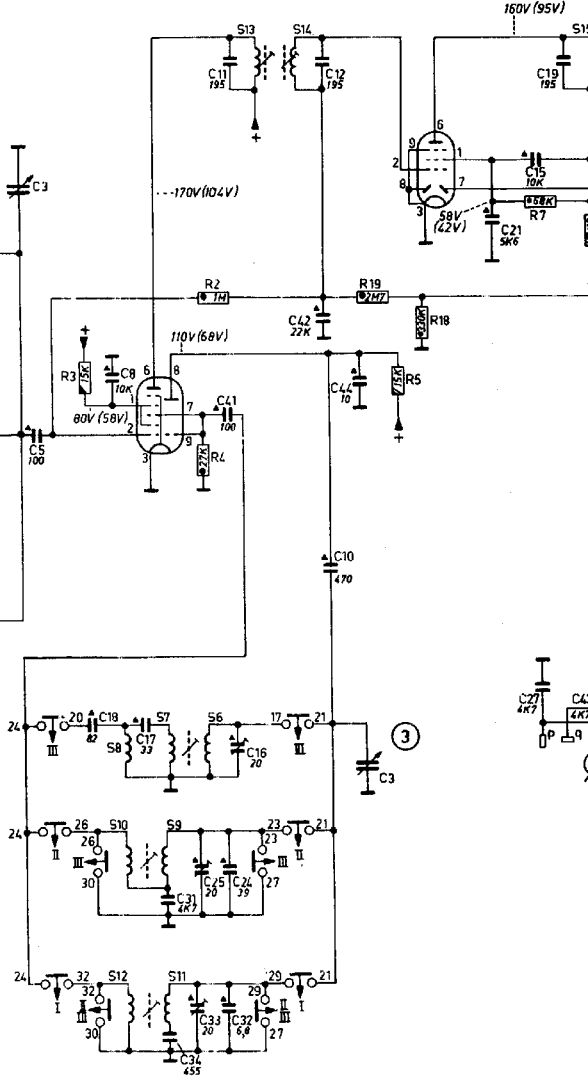 160V (95V)
S13
S14
S15
C11
195
C12
195
C19
195
+
6
9
1
2
8
7
3
C15
10K
58V
(42V)
68K
R7
C21
5K6
C3
170V (104V)
R2
1M
R19
2M7
C42
22K
330K
R18
110V (68V)
+
R3
15K
C8
10K
6
8
80V (58V)
1
2
3
7
9
C41
100
C44
10
15K
R5
+
C5
100
27K
R4
C10
470
24
20
C18
82
C17
33
S7
S6
17
21
III
S8
C16
20
III
3
C3
C27
4K7
4K7
P
q
24
26
S10
S9
23
21
II
26
III
30
C25
20
C24
39
23
III
27
II
C31
4K7
24
32
S12
S11
29
21
I
32
II
III
30
C33
20
C32
6,8
29
II
III
27
I
C34
455